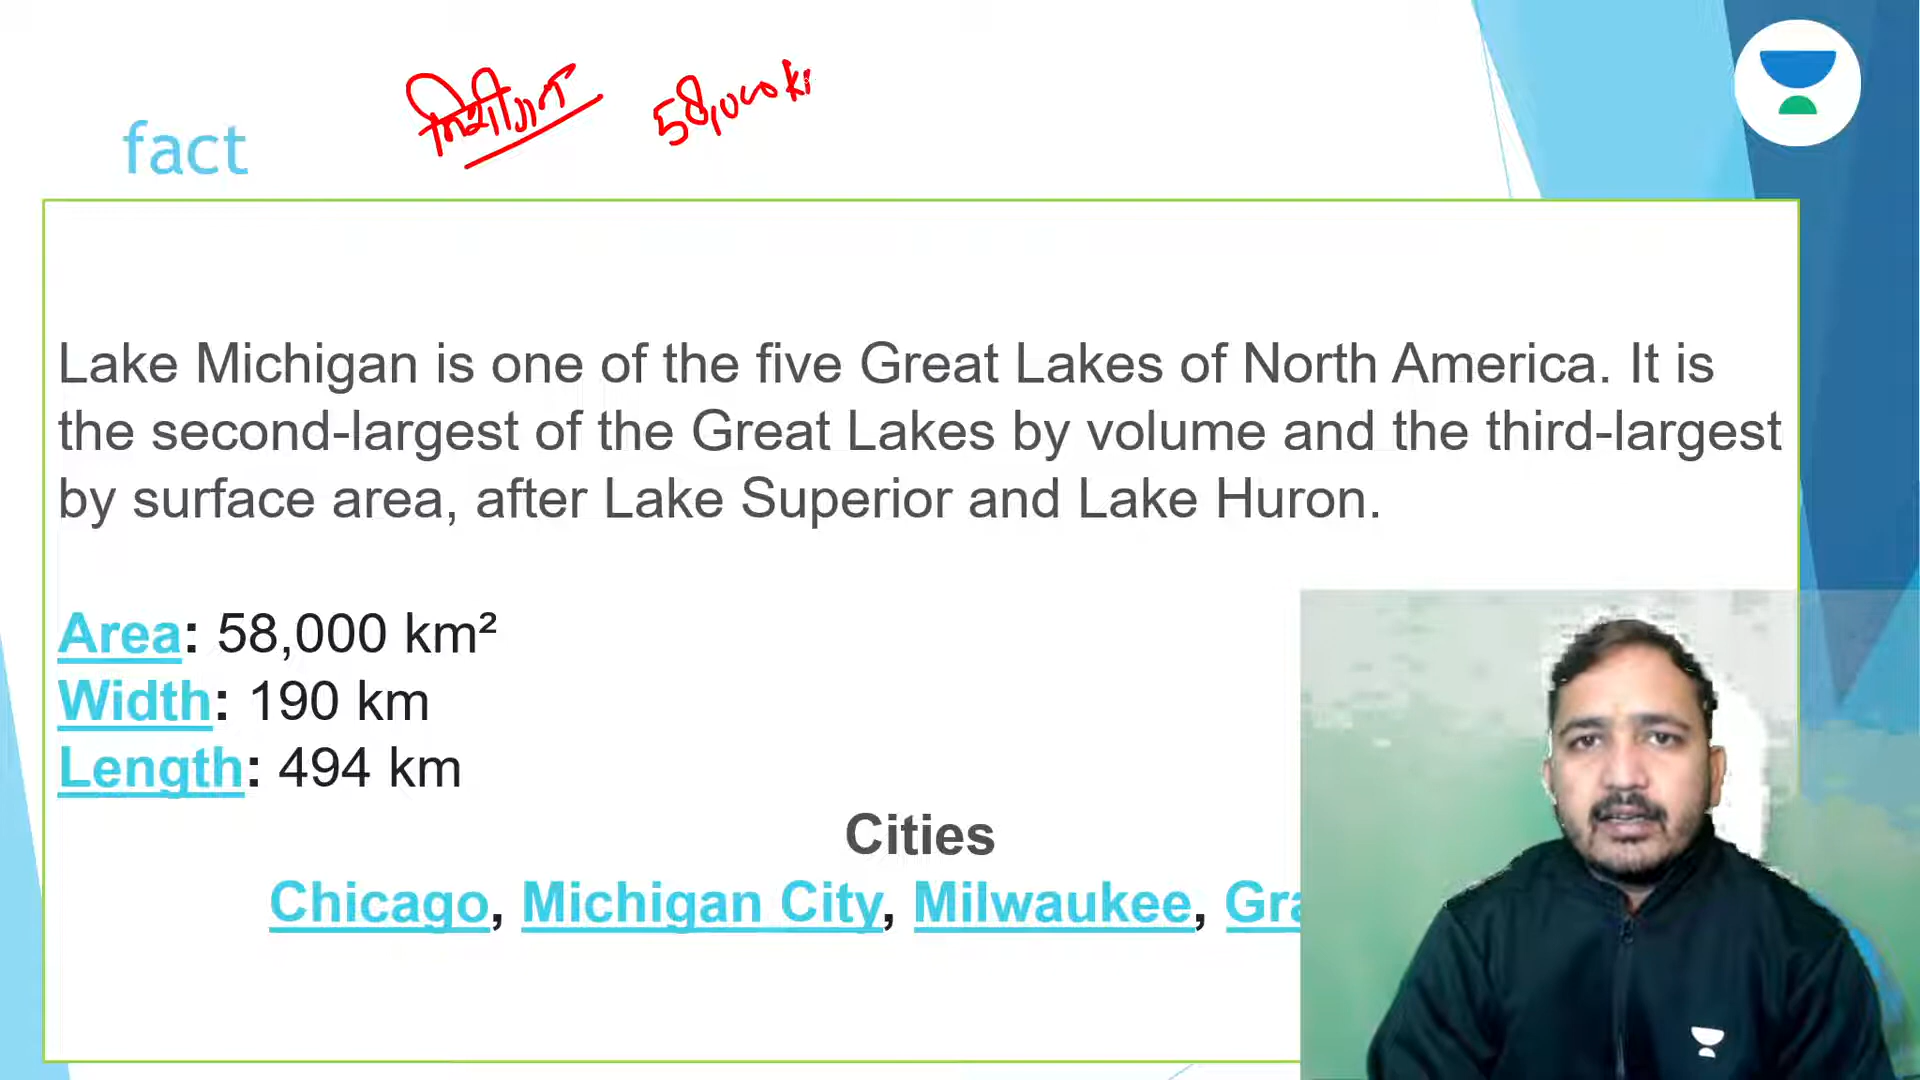 मिशीगन 58,000 k
fact
Lake Michigan is one of the five Great Lakes of North America. It is
the second-largest of the Great Lakes by volume and the third-largest
by surface area, after Lake Superior and Lake Huron.
Area: 58,000 km²
Width: 190 km
Length: 494 km
Cities
Chicago, Michigan City, Milwaukee, Gra